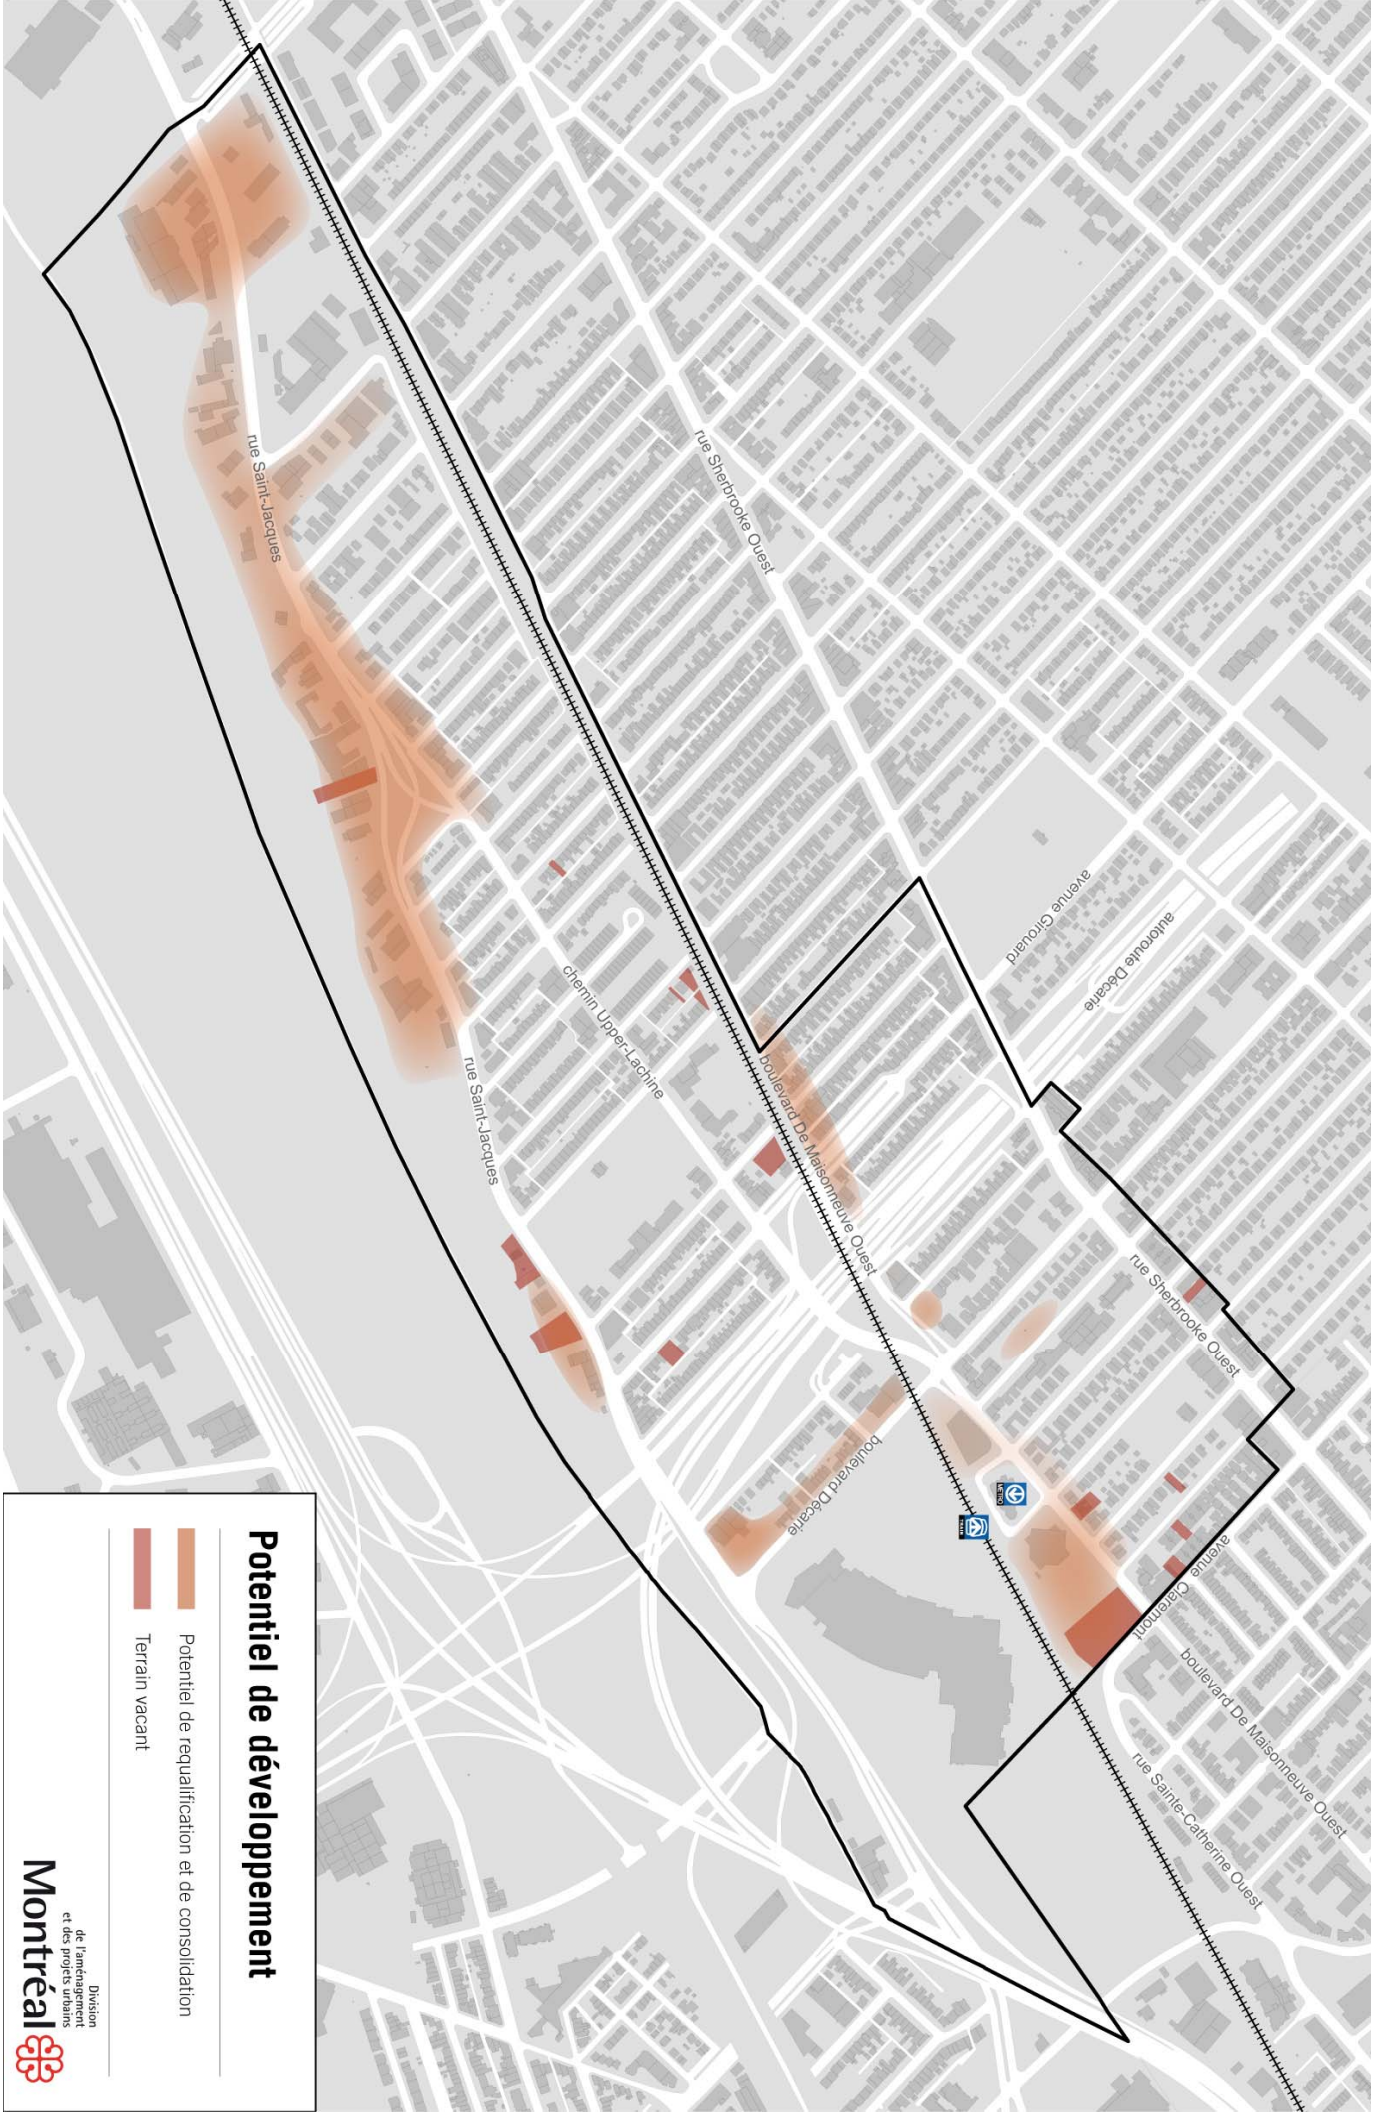 rue Sherbrooke Ouest
avenue Girouard
autoroute Décarie
rue Saint-Jacques
chemin Upper-Lachine
rue Saint-Jacques
boulevard De Maisonneuve Ouest
rue Sherbrooke Ouest
boulevard Décarie
MÉTRO
TRAIN
avenue Claremont
boulevard De Maisonneuve Ouest
rue Sainte-Catherine Ouest
Potentiel de développement
Potentiel de requalification et de consolidation
Terrain vacant
Division
de l'aménagement
et des projets urbains
Montréal